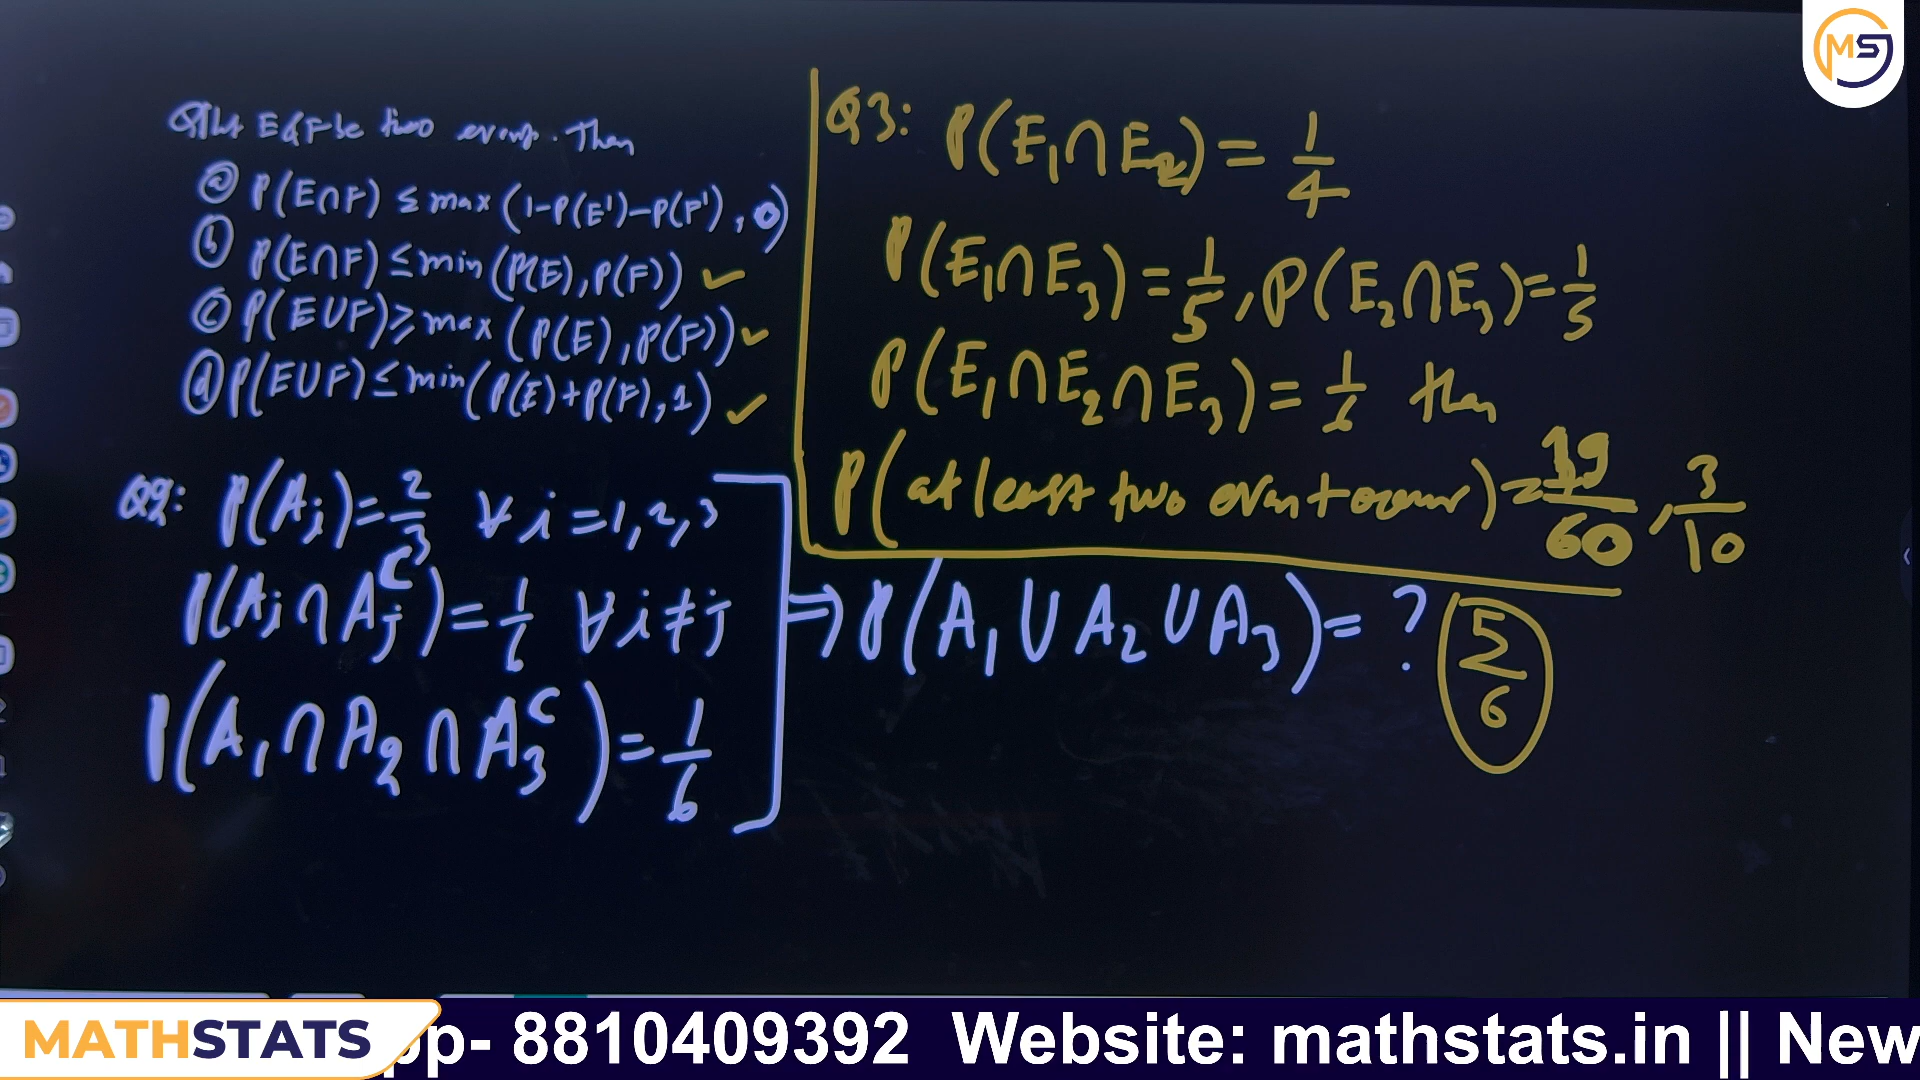 Q1: Let E & F be two events. Then
(a) P(E∩F) ≤ max (1-P(E')-P(F'), 0)
(b) P(E∩F) ≤ min (P(E), P(F)) ✓
(c) P(E∪F) ≥ max (P(E), P(F)) ✓
(d) P(E∪F) ≤ min (P(E)+P(F), 1) ✓
Q2: P(Ai) = 2/3 ∀ i = 1, 2, 3
P(Ai ∩ Aj^C) = 1/6 ∀ i ≠ j
P(A1 ∩ A2 ∩ A3^C) = 1/6
⇒ P(A1 ∪ A2 ∪ A3) = ? 5/6
Q3: P(E1 ∩ E2) = 1/4
P(E1 ∩ E3) = 1/5, P(E2 ∩ E3) = 1/5
P(E1 ∩ E2 ∩ E3) = 1/6 then
P(at least two event occur) = 19/60, 3/10
MS
MATHSTATS
pp- 8810409392 Website: mathstats.in || New